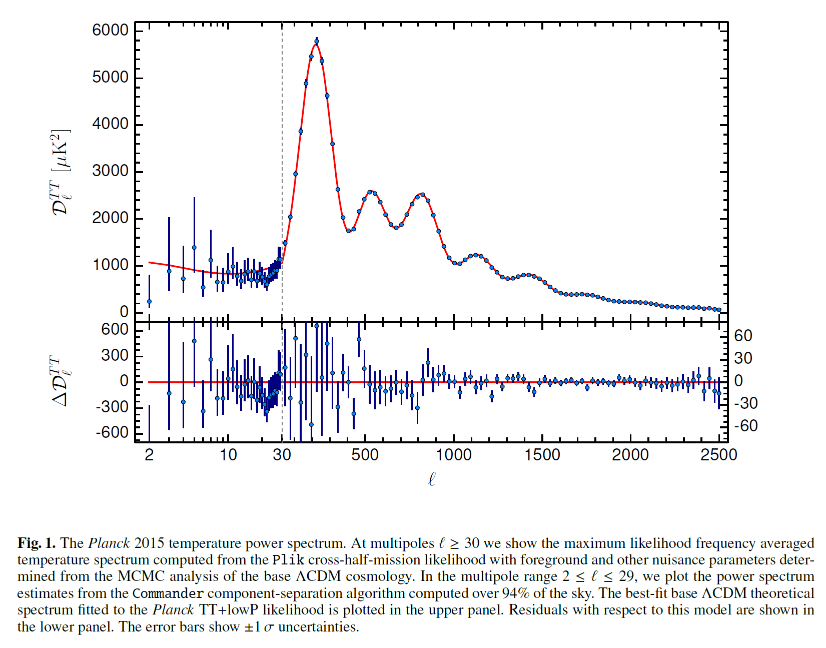 6000
5000
4000
3000
2000
1000
0
𝒟ℓᵀᵀ [μK²]
600
300
0
-300
-600
Δ𝒟ℓᵀᵀ
60
30
0
-30
-60
2 10 30 500 1000 1500 2000 2500
ℓ
Fig. 1. The Planck 2015 temperature power spectrum. At multipoles ℓ ≥ 30 we show the maximum likelihood frequency averaged
temperature spectrum computed from the Plik cross-half-mission likelihood with foreground and other nuisance parameters deter-
mined from the MCMC analysis of the base ΛCDM cosmology. In the multipole range 2 ≤ ℓ ≤ 29, we plot the power spectrum
estimates from the Commander component-separation algorithm computed over 94% of the sky. The best-fit base ΛCDM theoretical
spectrum fitted to the Planck TT+lowP likelihood is plotted in the upper panel. Residuals with respect to this model are shown in
the lower panel. The error bars show ±1 σ uncertainties.